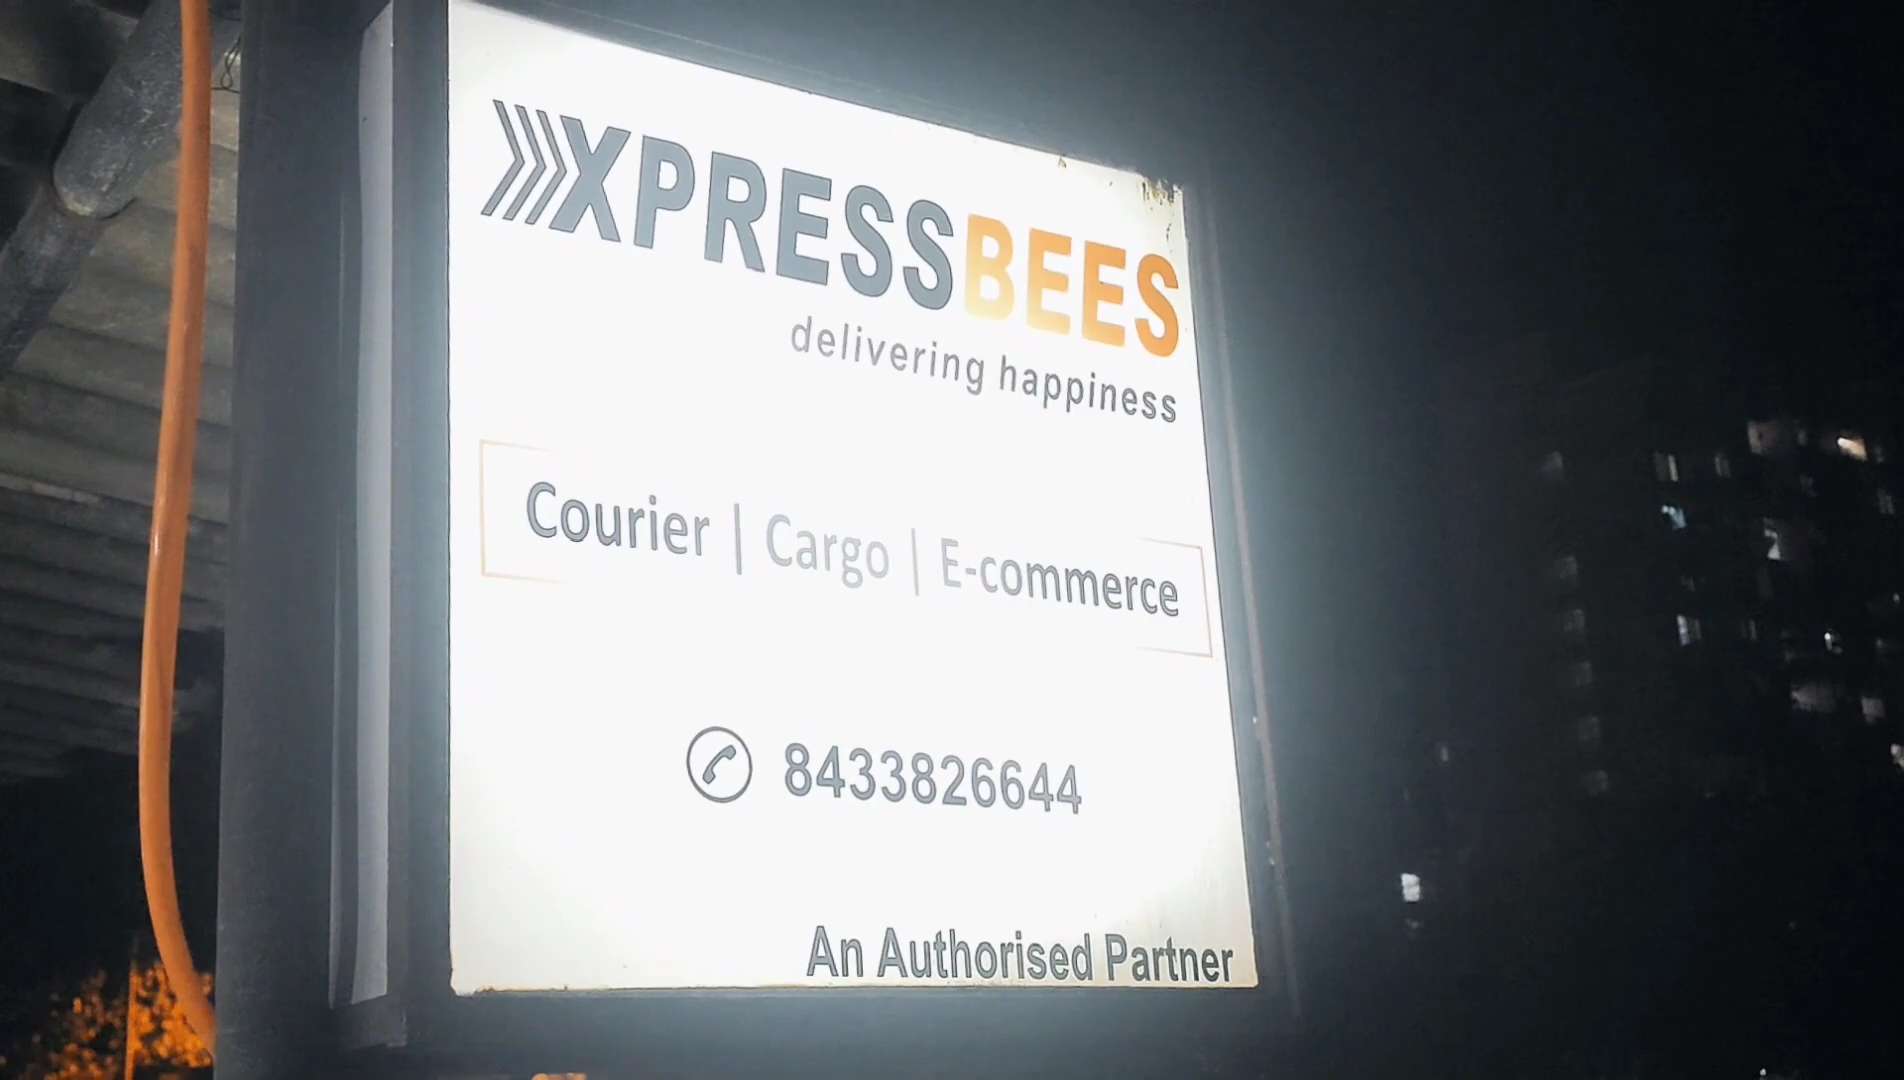 XPRESSBEES
delivering happiness
Courier | Cargo | E-commerce
8433826644
An Authorised Partner